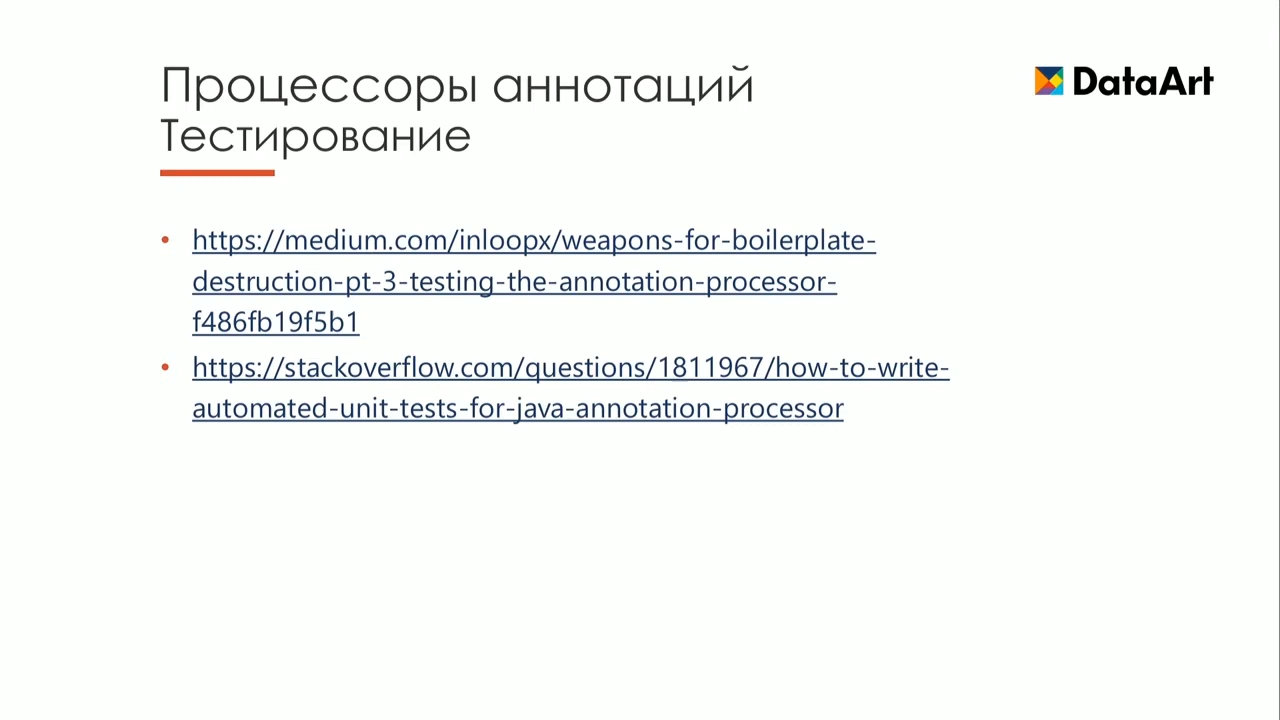 Процессоры аннотаций
Тестирование
DataArt
• https://medium.com/inloopx/weapons-for-boilerplate-
destruction-pt-3-testing-the-annotation-processor-
f486fb19f5b1
• https://stackoverflow.com/questions/1811967/how-to-write-
automated-unit-tests-for-java-annotation-processor